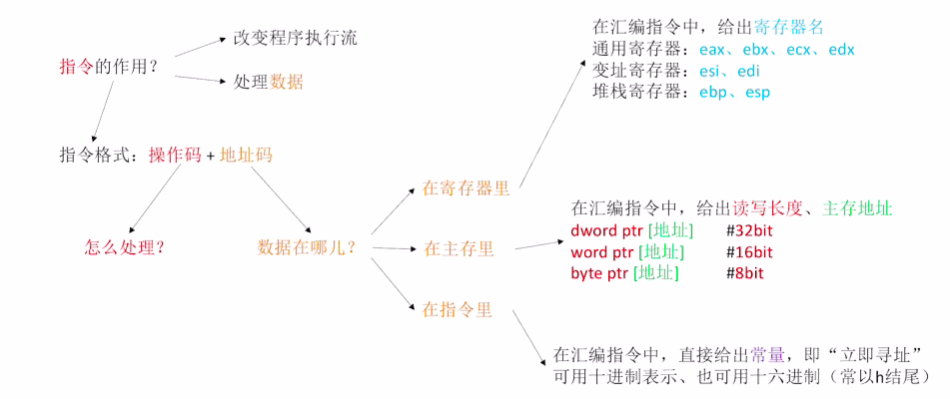 改变程序执行流
指令的作用？
处理数据
指令格式：操作码 + 地址码
怎么处理？
数据在哪儿？
在寄存器里
在主存里
在指令里
在汇编指令中，给出寄存器名
通用寄存器：eax、ebx、ecx、edx
变址寄存器：esi、edi
堆栈寄存器：ebp、esp
在汇编指令中，给出读写长度、主存地址
dword ptr [地址] #32bit
word ptr [地址] #16bit
byte ptr [地址] #8bit
在汇编指令中，直接给出常量，即“立即寻址”
可用十进制表示、也可用十六进制（常以h结尾）